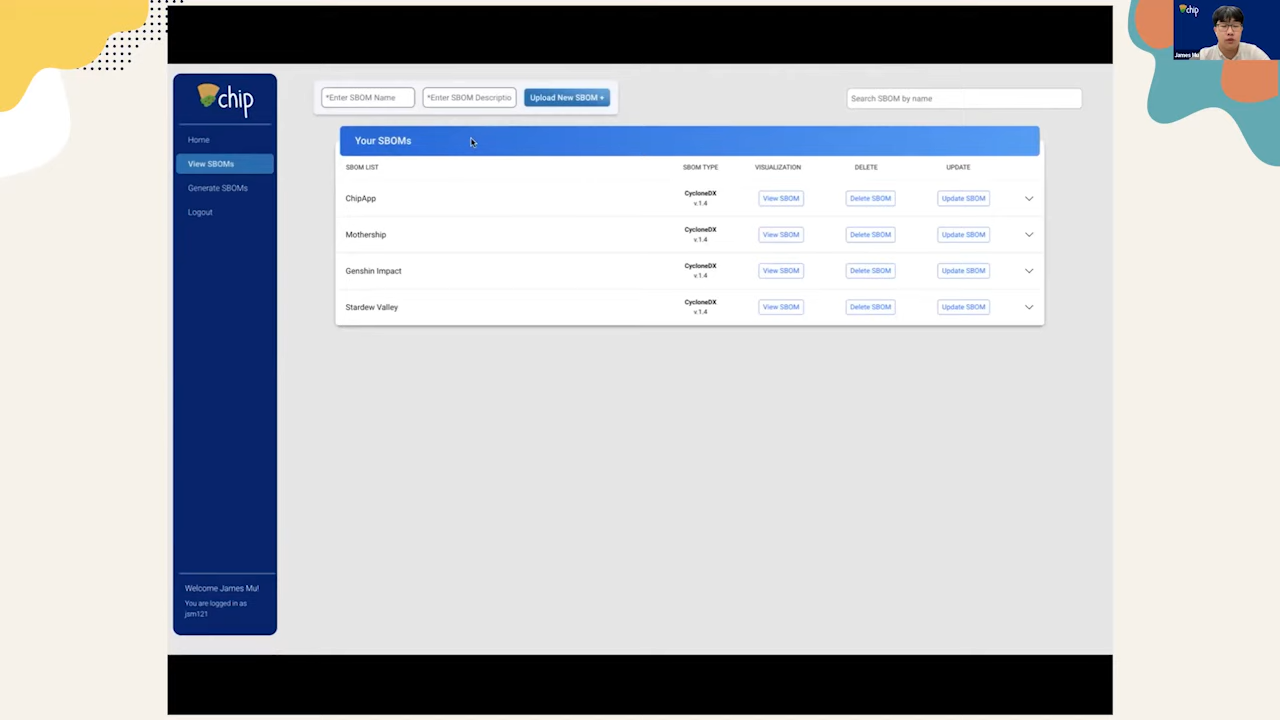 chip
Home
View SBOMs
Generate SBOMs
Logout
Welcome James Mu!
You are logged in as
jsm121
*Enter SBOM Name
*Enter SBOM Descriptio
Upload New SBOM +
Search SBOM by name
Your SBOMs
SBOM LIST SBOM TYPE VISUALIZATION DELETE UPDATE
ChipApp CycloneDX v.1.4 View SBOM Delete SBOM Update SBOM
Mothership CycloneDX v.1.4 View SBOM Delete SBOM Update SBOM
Genshin Impact CycloneDX v.1.4 View SBOM Delete SBOM Update SBOM
Stardew Valley CycloneDX v.1.4 View SBOM Delete SBOM Update SBOM
chip
James Mu